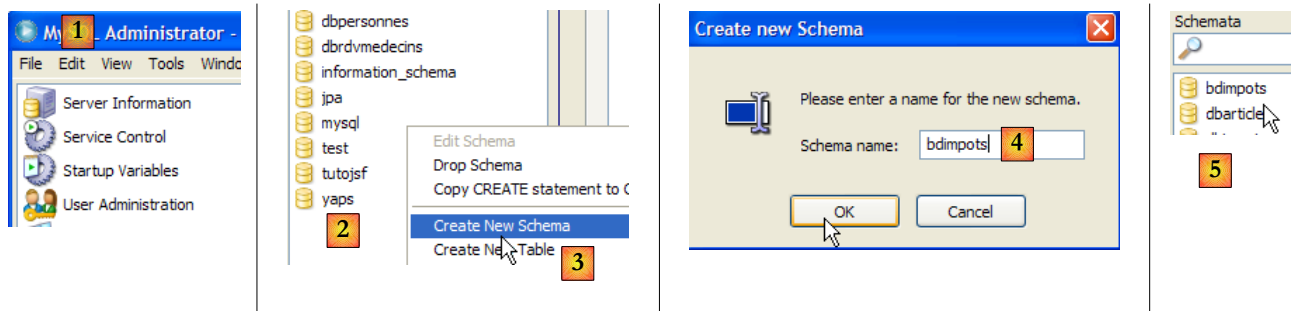 My 1 L Administrator -
File Edit View Tools Windo
Server Information
Service Control
Startup Variables
User Administration
dbpersonnes
dbrdvmedecins
information_schema
jpa
mysql
test
tutojsf
yaps
2
Edit Schema
Drop Schema
Copy CREATE statement to C
Create New Schema
Create New Table
3
Create new Schema
Please enter a name for the new schema.
Schema name: bdimpots 4
OK Cancel
Schemata
bdimpots
dbarticle
5